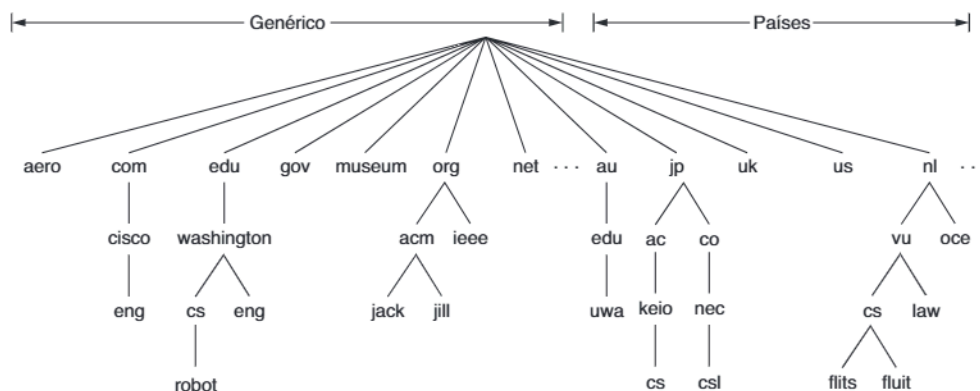 Genérico Países
aero com edu gov museum org net ··· au jp uk us nl ··
cisco washington acm ieee edu ac co vu oce
eng cs eng jack jill uwa keio nec cs law
robot cs csl flits fluit